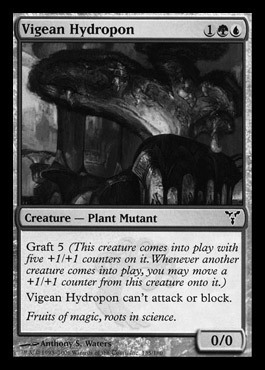 Vigean Hydropon 1
Creature — Plant Mutant
Graft 5 (This creature comes into play with
five +1/+1 counters on it. Whenever another
creature comes into play, you may move a
+1/+1 counter from this creature onto it.)
Vigean Hydropon can't attack or block.
Fruits of magic, roots in science.
Anthony S. Waters
0/0